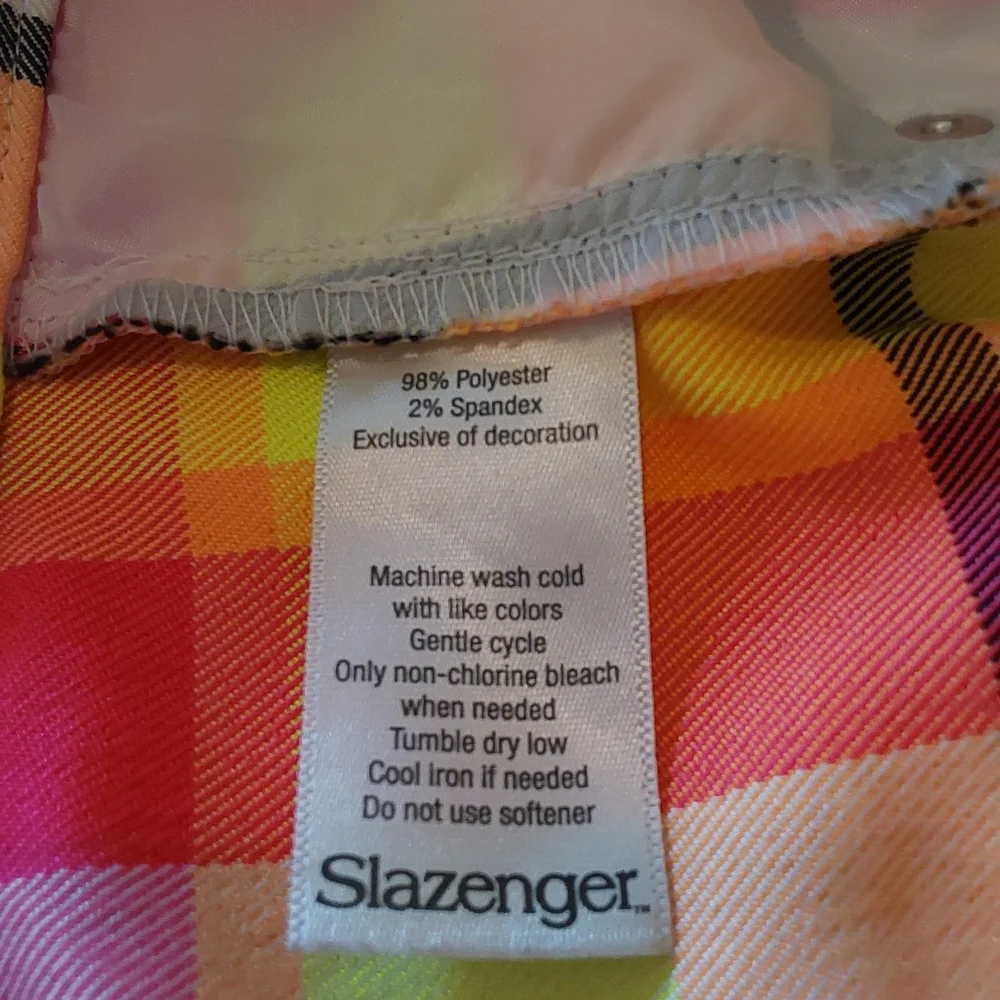 98% Polyester
2% Spandex
Exclusive of decoration
Machine wash cold
with like colors
Gentle cycle
Only non-chlorine bleach
when needed
Tumble dry low
Cool iron if needed
Do not use softener
Slazenger™